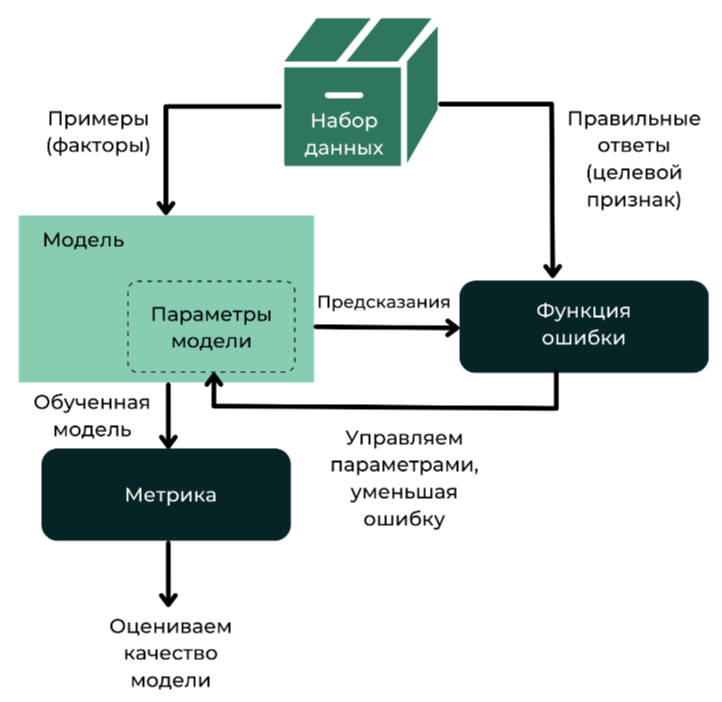 Набор
данных
Примеры
(факторы)
Правильные
ответы
(целевой
признак)
Модель
Параметры
модели
Предсказания
Функция
ошибки
Обученная
модель
Управляем
параметрами,
уменьшая
ошибку
Метрика
Оцениваем
качество
модели